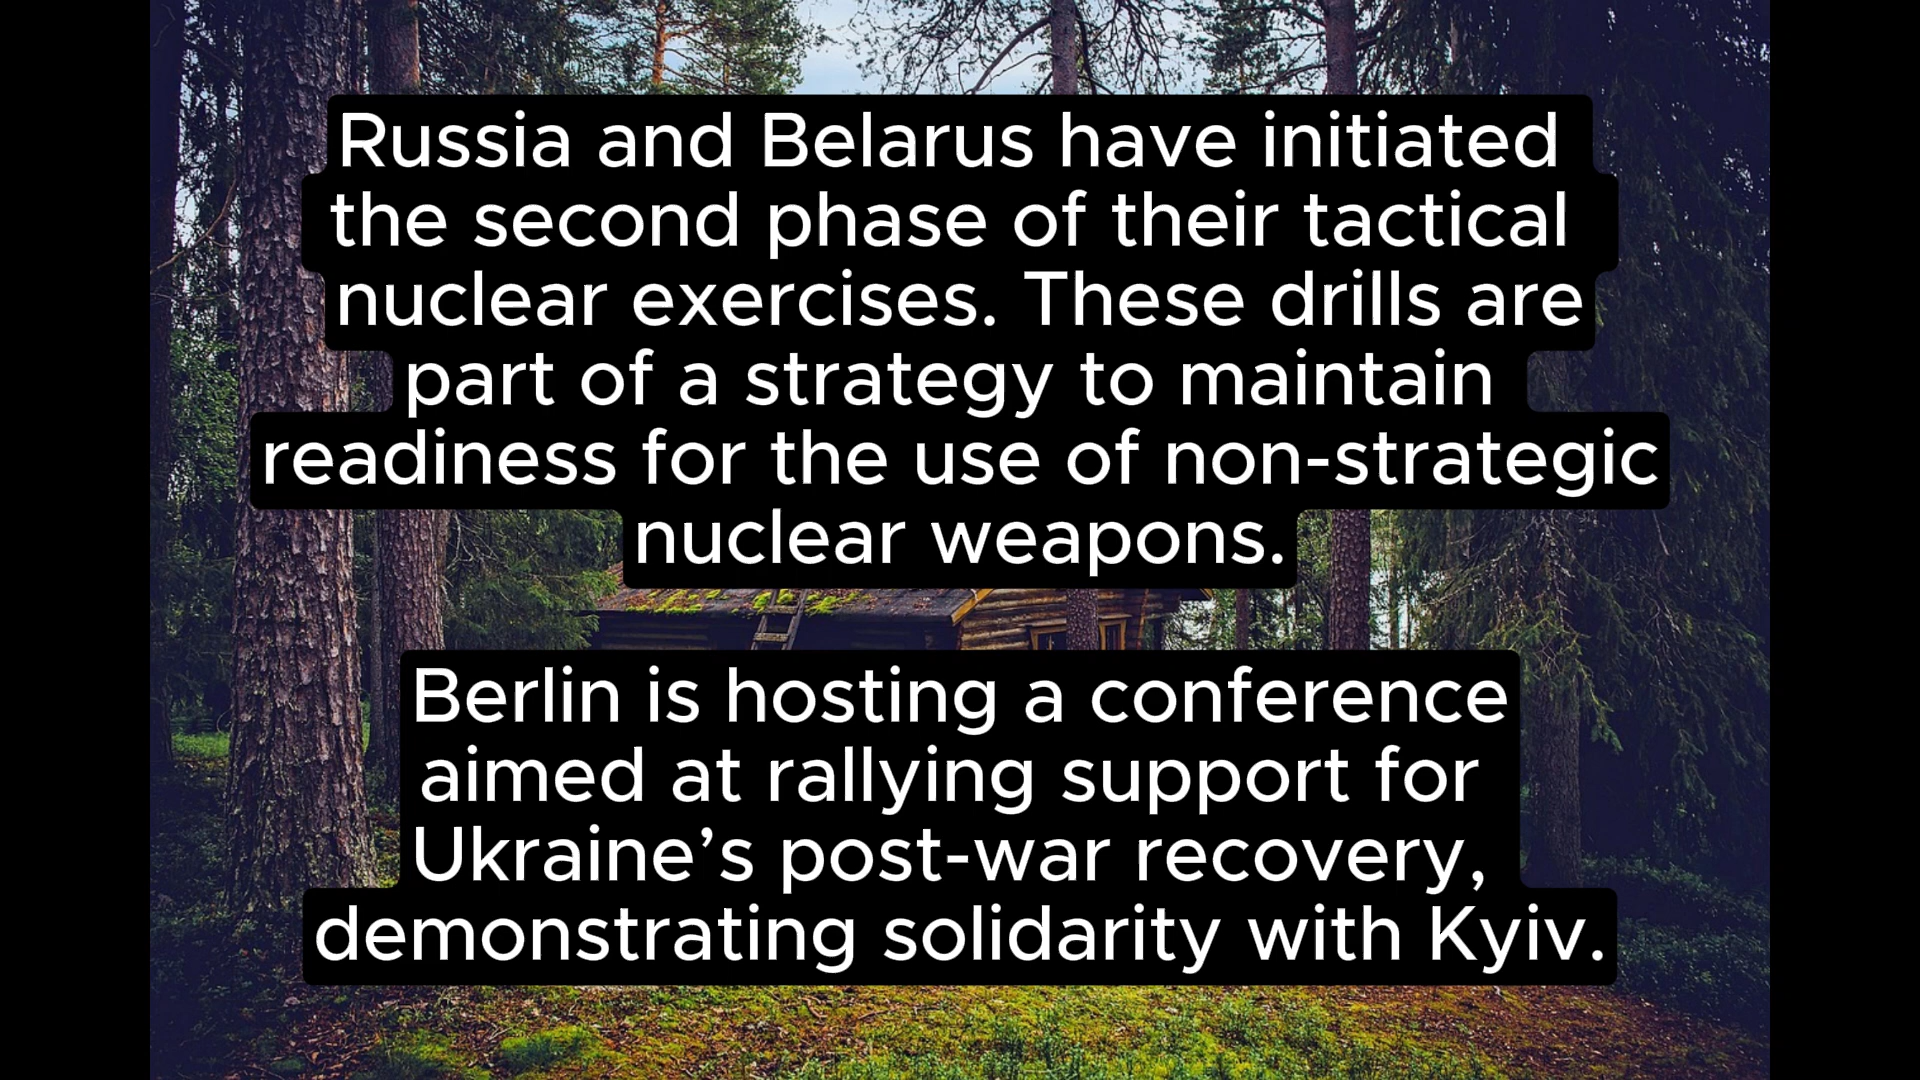 Russia and Belarus have initiated
the second phase of their tactical
nuclear exercises. These drills are
part of a strategy to maintain
readiness for the use of non-strategic
nuclear weapons.
Berlin is hosting a conference
aimed at rallying support for
Ukraine’s post-war recovery,
demonstrating solidarity with Kyiv.